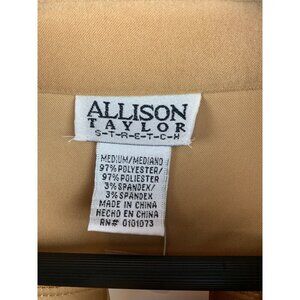 ALLISON
TAYLOR
S-T-R-E-T-C-H
MEDIUM/MEDIANO
97% POLYESTER/
97% POLIESTER
3% SPANDEX/
3% SPANDEX
MADE IN CHINA
HECHO EN CHINA
RN# 0101073